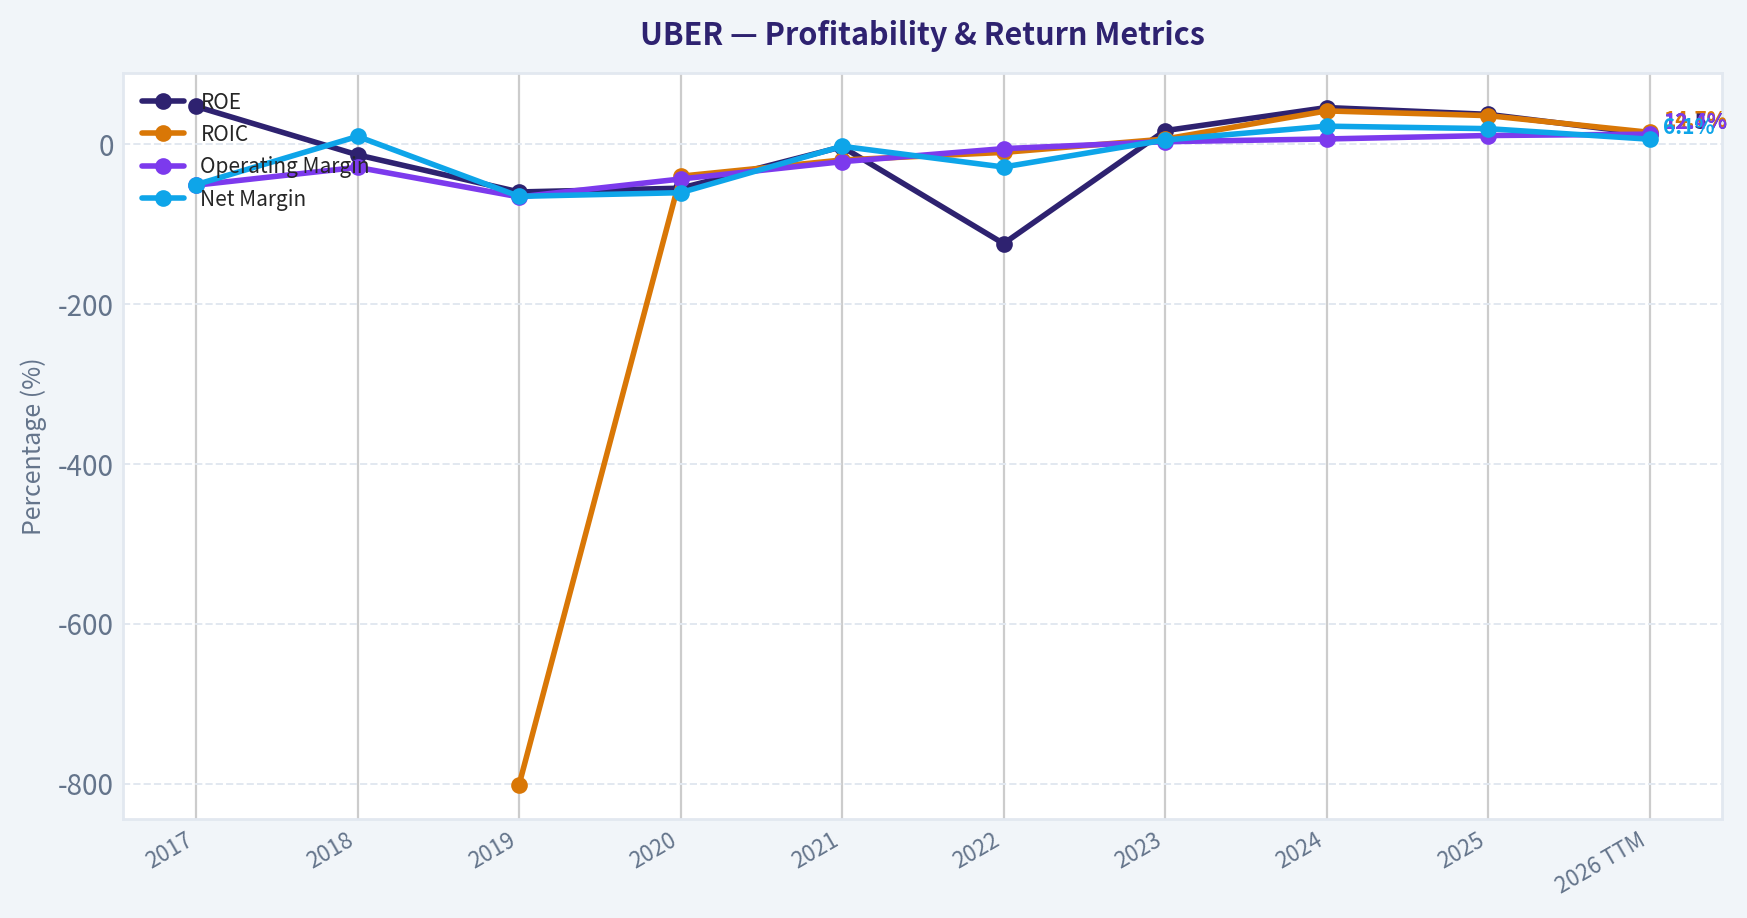 UBER — Profitability & Return Metrics
ROE
ROIC
Operating Margin
Net Margin
0
-200
-400
-600
-800
Percentage (%)
2017
2018
2019
2020
2021
2022
2023
2024
2025
2026 TTM